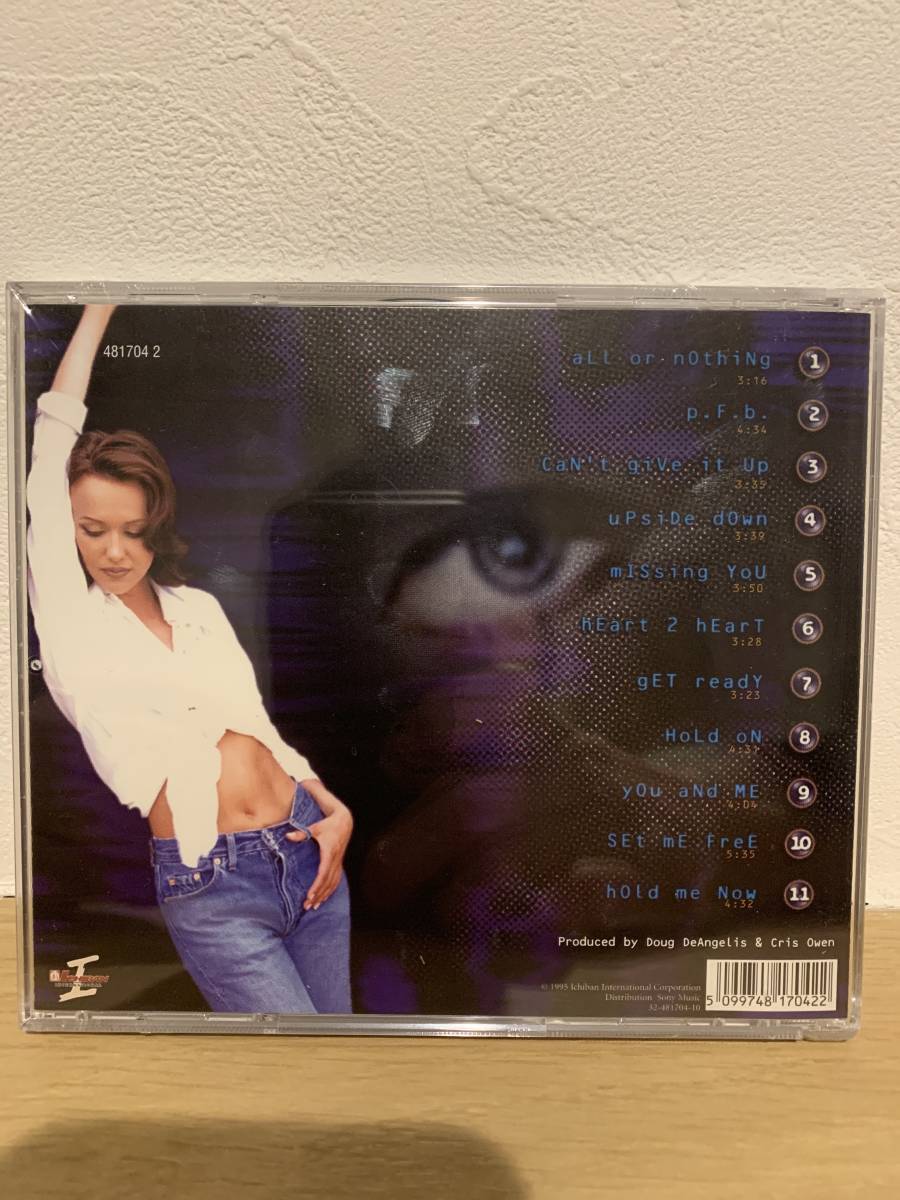 481704 2
aLL or nOthiNg 1
3:16
p.F.b. 2
4:34
CaN't giVe it Up 3
3:35
uPsiDe dOwn 4
3:39
mISsing YoU 5
3:50
hEart 2 hEarT 6
3:28
gET readY 7
3:23
HoLd oN 8
4:31
yOu aNd ME 9
4:04
SEt mE FreE 10
5:35
hOld me Now 11
4:32
Produced by Doug DeAngelis & Cris Owen
© 1995 Ichiban International Corporation
Distribution Sony Music
32-481704-10
5 099748 170422